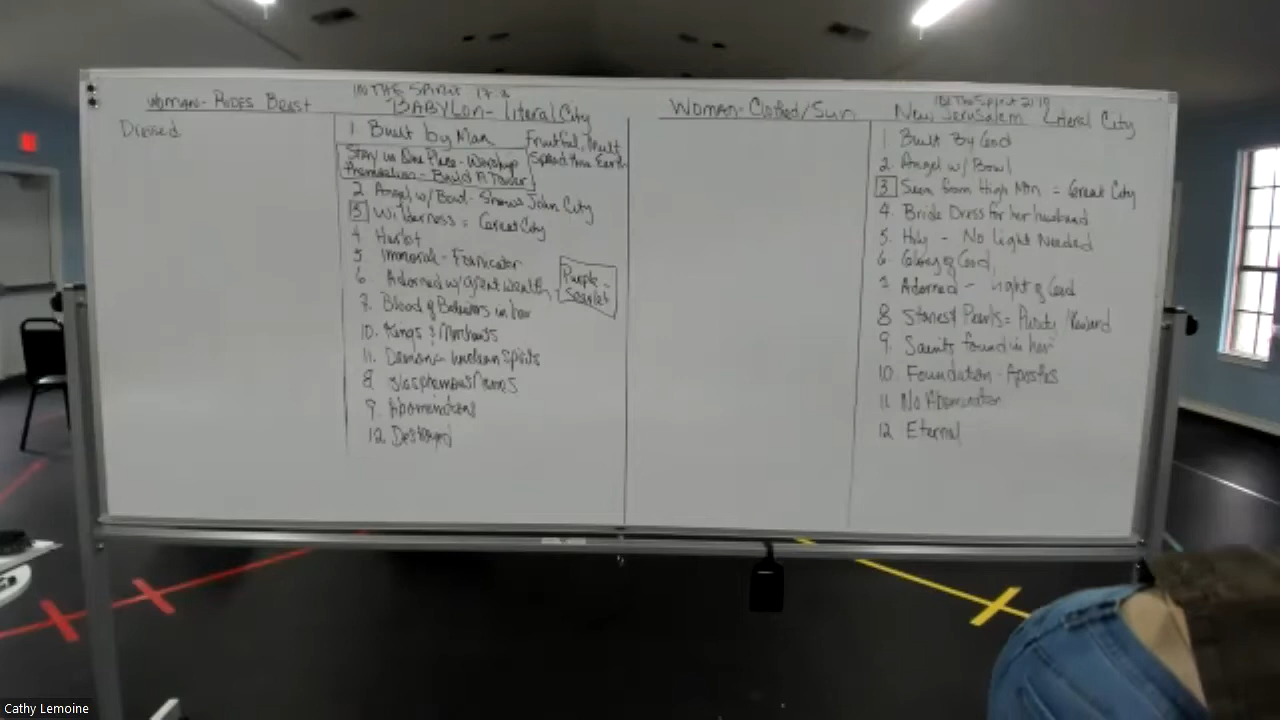 Woman- Rides Beast
Dressed
IN THE SPIRIT 17:3
BABYLON- Literal City
1 Built by Man
Fruitful, Mult
Spread thru Earth
Stay in One Place - Worship
themselves - Build A Tower
2 Angel w/Bowl- Shows John City
3 Wilderness = Great City
4 Harlot
5 Immoral - Fornicator
6 Adorned w/great wealth
Purple -
Scarlet
7. Blood of Believers in her
10. Kings & Merchants
11. Demons- Unclean Spirits
8. Blasphemous Names
9. Abominations
12 Destroyed
Woman- Clothed/Sun
In The Spirit 21:10
New Jerusalem Literal City
1 Built By God
2. Angel w/ Bowl
3 Seen from High Mtn = Great City
4. Bride Dress for her husband
5. Holy - No Light Needed
6. Glory of God,
7 Adorned - Light of God
8 Stones & Pearls = Purity /Reward
9. Saints found in her
10. Foundation - Apostles
11. No Abomination
12 Eternal
Cathy Lemoine